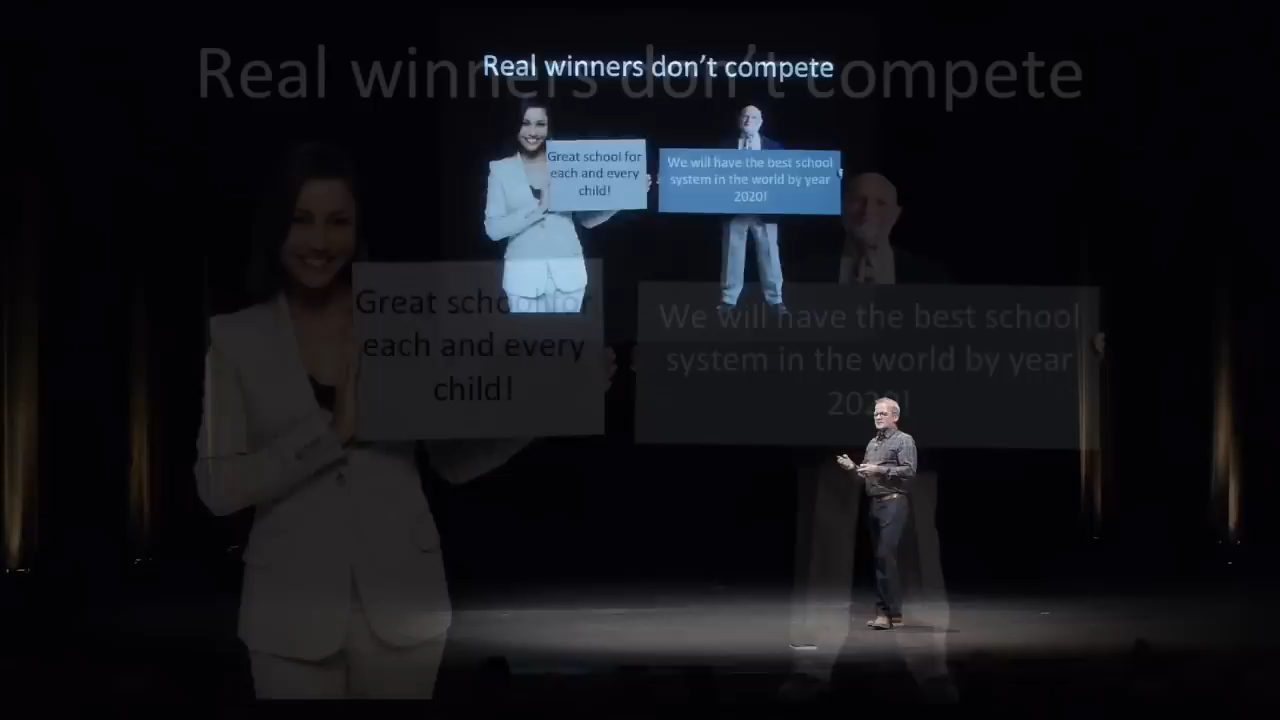 Real winners don't compete
Great school for
each and every
child!
We will have the best school
system in the world by year
2020!
Real winners don't compete
Great school for
each and every
child!
We will have the best school
system in the world by year
2020!